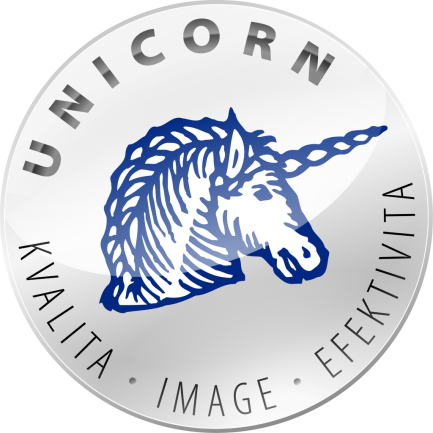 UNICORN
KVALITA · IMAGE · EFEKTIVITA